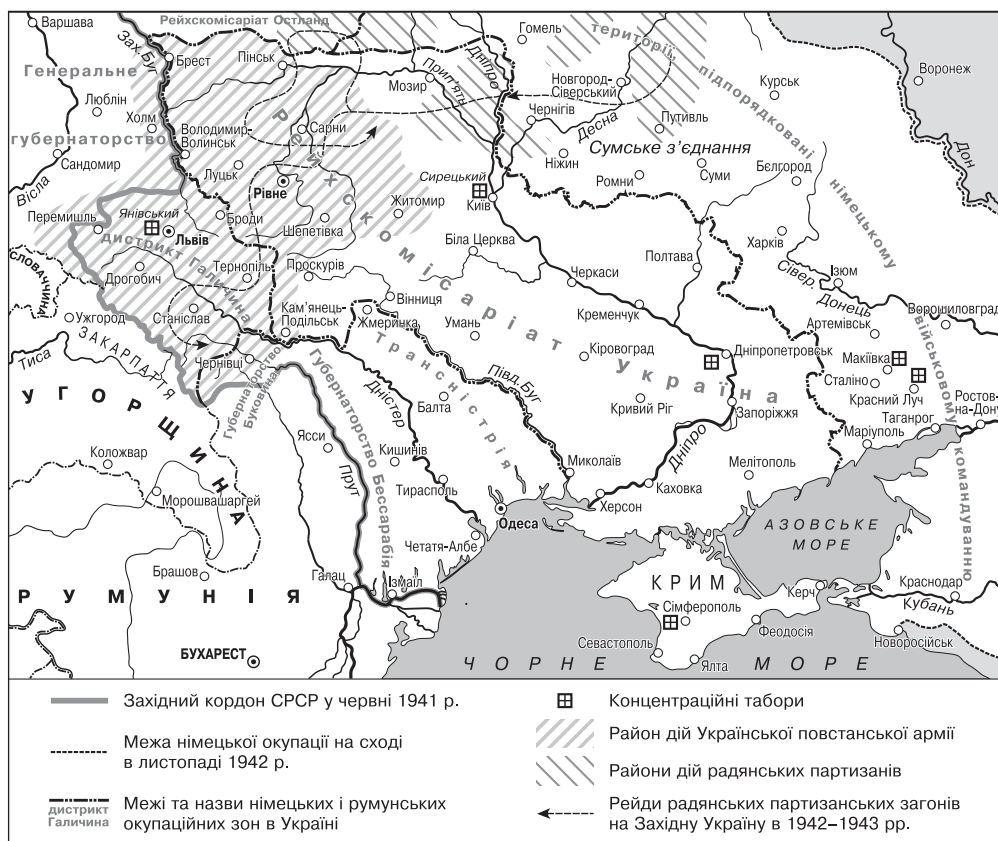 Варшава
Рейхскомісаріат Остланд
Гомель
території, підпорядковані німецькому військовому командуванню
Зах. Буг
Брест
Пінськ
Дніпро
Прип'ять
Мозир
Новгород-
Сіверський
Курськ
Воронеж
Генеральне
губернаторство
Люблін
Холм
Володимир-
Волинськ
Сарни
Чернігів
Десна
Путивль
Дон
Сандомир
Вісла
Луцьк
Рівне
Ніжин
Сумське з’єднання
Ромни
Суми
Бєлгород
Рейхскомісаріат Україна
Сирецький
Київ
Житомир
Перемишль
Янівський
Львів
Броди
Шепетівка
дистрикт Галичина
Біла Церква
Полтава
Харків
Словаччина
Дрогобич
Тернопіль
Проскурів
Черкаси
Ізюм
Сівер. Донець
Ужгород
Станіслав
Кам’янець-
Подільськ
Вінниця
Жмеринка
Умань
Кременчук
Ворошиловград
Артемівськ
ЗАКАРПАТТЯ
Тиса
Чернівці
Трансністрія
Кіровоград
Дніпропетровськ
Макіївка
Сталіно
Красний Луч
УГОРЩИНА
Губернаторство
Буковина
Губернаторство Бессарабія
Дністер
Півд. Буг
Балта
Кривий Ріг
Запоріжжя
Таганрог
Ростов-
на-Дону
Маріуполь
Коложвар
Ясси
Кишинів
Прут
Миколаїв
Дніпро
Мелітополь
Морошвашаргей
Тирасполь
Одеса
Херсон
Каховка
Четатя-Албе
АЗОВСЬКЕ
МОРЕ
Брашов
Галац
Ізмаїл
КРИМ
Керч
Краснодар
Кубань
РУМУНІЯ
Сімферополь
Феодосія
Новоросійськ
Севастополь
Ялта
БУХАРЕСТ
ЧОРНЕ МОРЕ
Західний кордон СРСР у червні 1941 р.
Межа німецької окупації на сході
в листопаді 1942 р.
дистрикт
Галичина
Межі та назви німецьких і румунських
окупаційних зон в Україні
Концентраційні табори
Район дій Української повстанської армії
Райони дій радянських партизанів
Рейди радянських партизанських загонів
на Західну Україну в 1942–1943 рр.